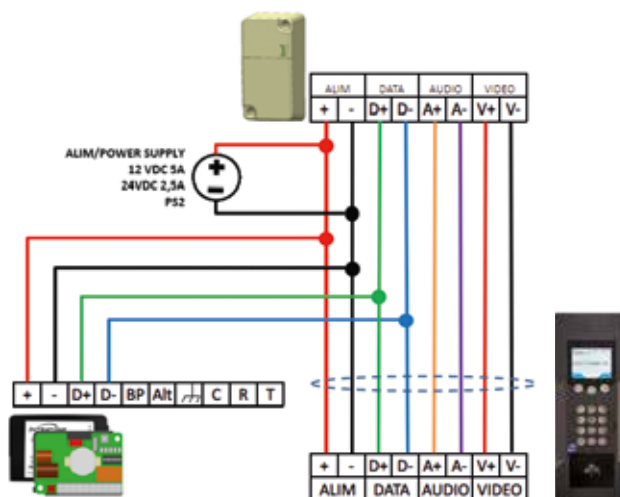 ALIM DATA AUDIO VIDEO
+ - D+ D- A+ A- V+ V-
ALIM/POWER SUPPLY
12 VDC 5A
24VDC 2,5A
PS2
+
-
+ - D+ D- BP Alt C R T
+ - D+ D- A+ A- V+ V-
ALIM DATA AUDIO VIDEO